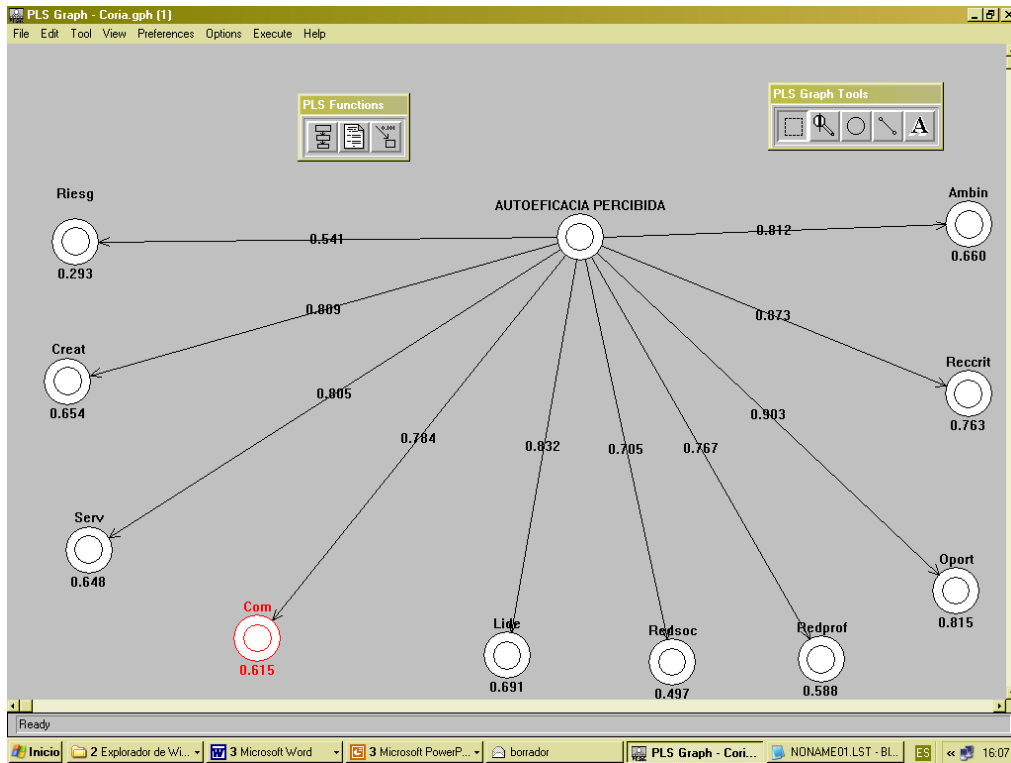 PLS Graph - Coria.gph (1)
File Edit Tool View Preferences Options Execute Help
PLS Functions
0.001
PLS Graph Tools
A
Riesg
AUTOEFICACIA PERCIBIDA
Ambin
0.541
0.812
0.293
0.660
0.809
0.873
Creat
Reccrit
0.654
0.763
0.805
0.903
0.784
0.832
0.705
0.767
Serv
0.648
Oport
0.815
Com
0.615
Lide
0.691
Redsoc
0.497
Redprof
0.588
Ready
Inicio
2 Explorador de Wi...
3 Microsoft Word
3 Microsoft PowerP...
borrador
PLS Graph - Cori...
NONAME01.LST - Bl...
ES
«
16:07